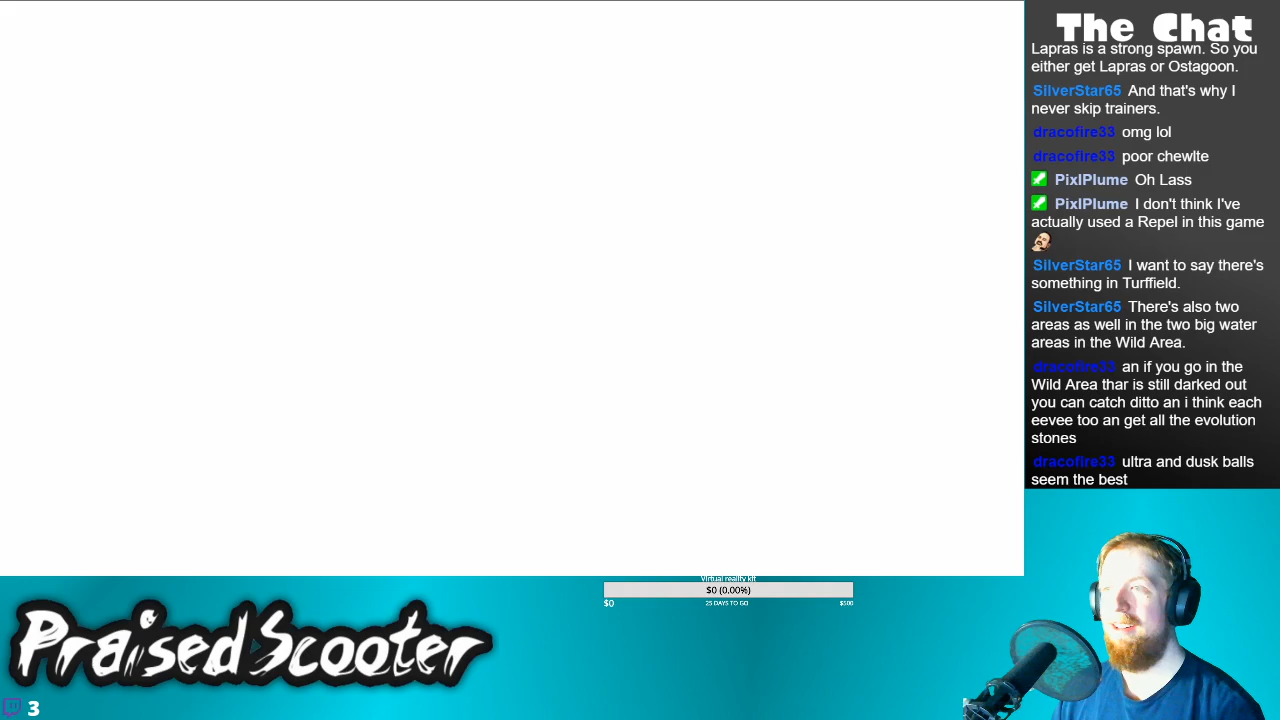 The Chat
Lapras is a strong spawn. So you
either get Lapras or Ostagoon.
SilverStar65 And that's why I
never skip trainers.
dracofire33 omg lol
dracofire33 poor chewlte
PixlPlume Oh Lass
PixlPlume I don't think I've
actually used a Repel in this game
SilverStar65 I want to say there's
something in Turffield.
SilverStar65 There's also two
areas as well in the two big water
areas in the Wild Area.
dracofire33 an if you go in the
Wild Area thar is still darked out
you can catch ditto an i think each
eevee too an get all the evolution
stones
dracofire33 ultra and dusk balls
seem the best
Virtual reality kit
$0 (0.00%)
$0 25 DAYS TO GO $500
Praised Scooter
3